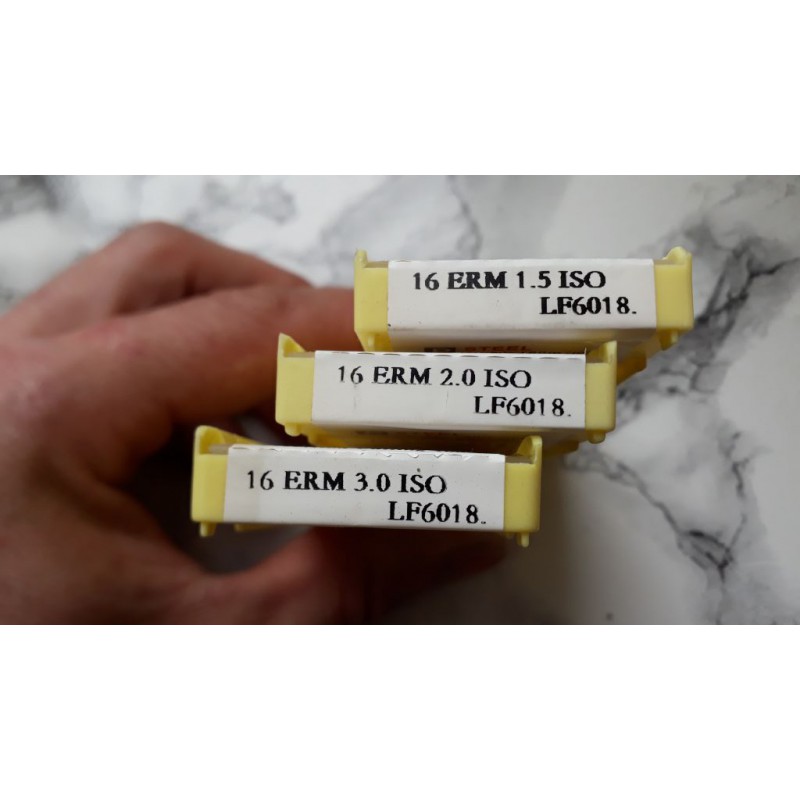 16 ERM 1.5 ISO
LF6018.
16 ERM 2.0 ISO
LF6018.
16 ERM 3.0 ISO
LF6018.